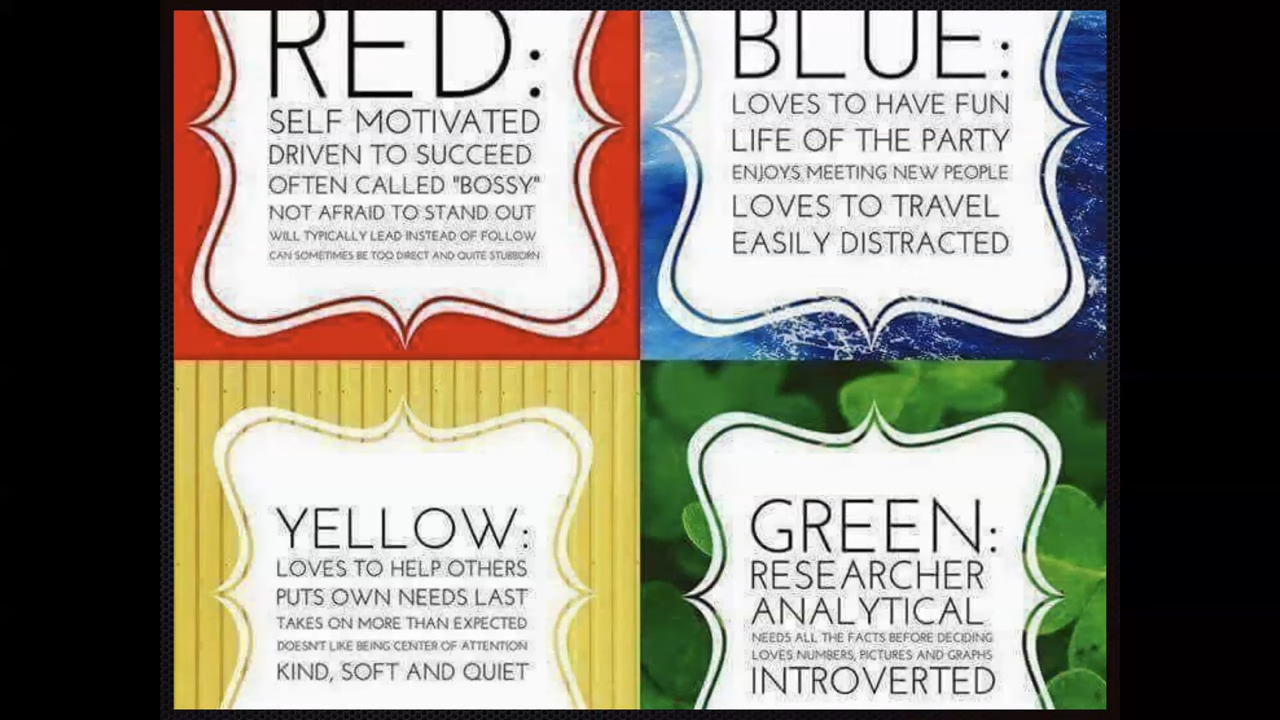 RED:
SELF MOTIVATED
DRIVEN TO SUCCEED
OFTEN CALLED "BOSSY"
NOT AFRAID TO STAND OUT
WILL TYPICALLY LEAD INSTEAD OF FOLLOW
CAN SOMETIMES BE TOO DIRECT AND QUITE STUBBORN
BLUE:
LOVES TO HAVE FUN
LIFE OF THE PARTY
ENJOYS MEETING NEW PEOPLE
LOVES TO TRAVEL
EASILY DISTRACTED
YELLOW:
LOVES TO HELP OTHERS
PUTS OWN NEEDS LAST
TAKES ON MORE THAN EXPECTED
DOESN'T LIKE BEING CENTER OF ATTENTION
KIND, SOFT AND QUIET
GREEN:
RESEARCHER
ANALYTICAL
NEEDS ALL THE FACTS BEFORE DECIDING
LOVES NUMBERS, PICTURES AND GRAPHS
INTROVERTED